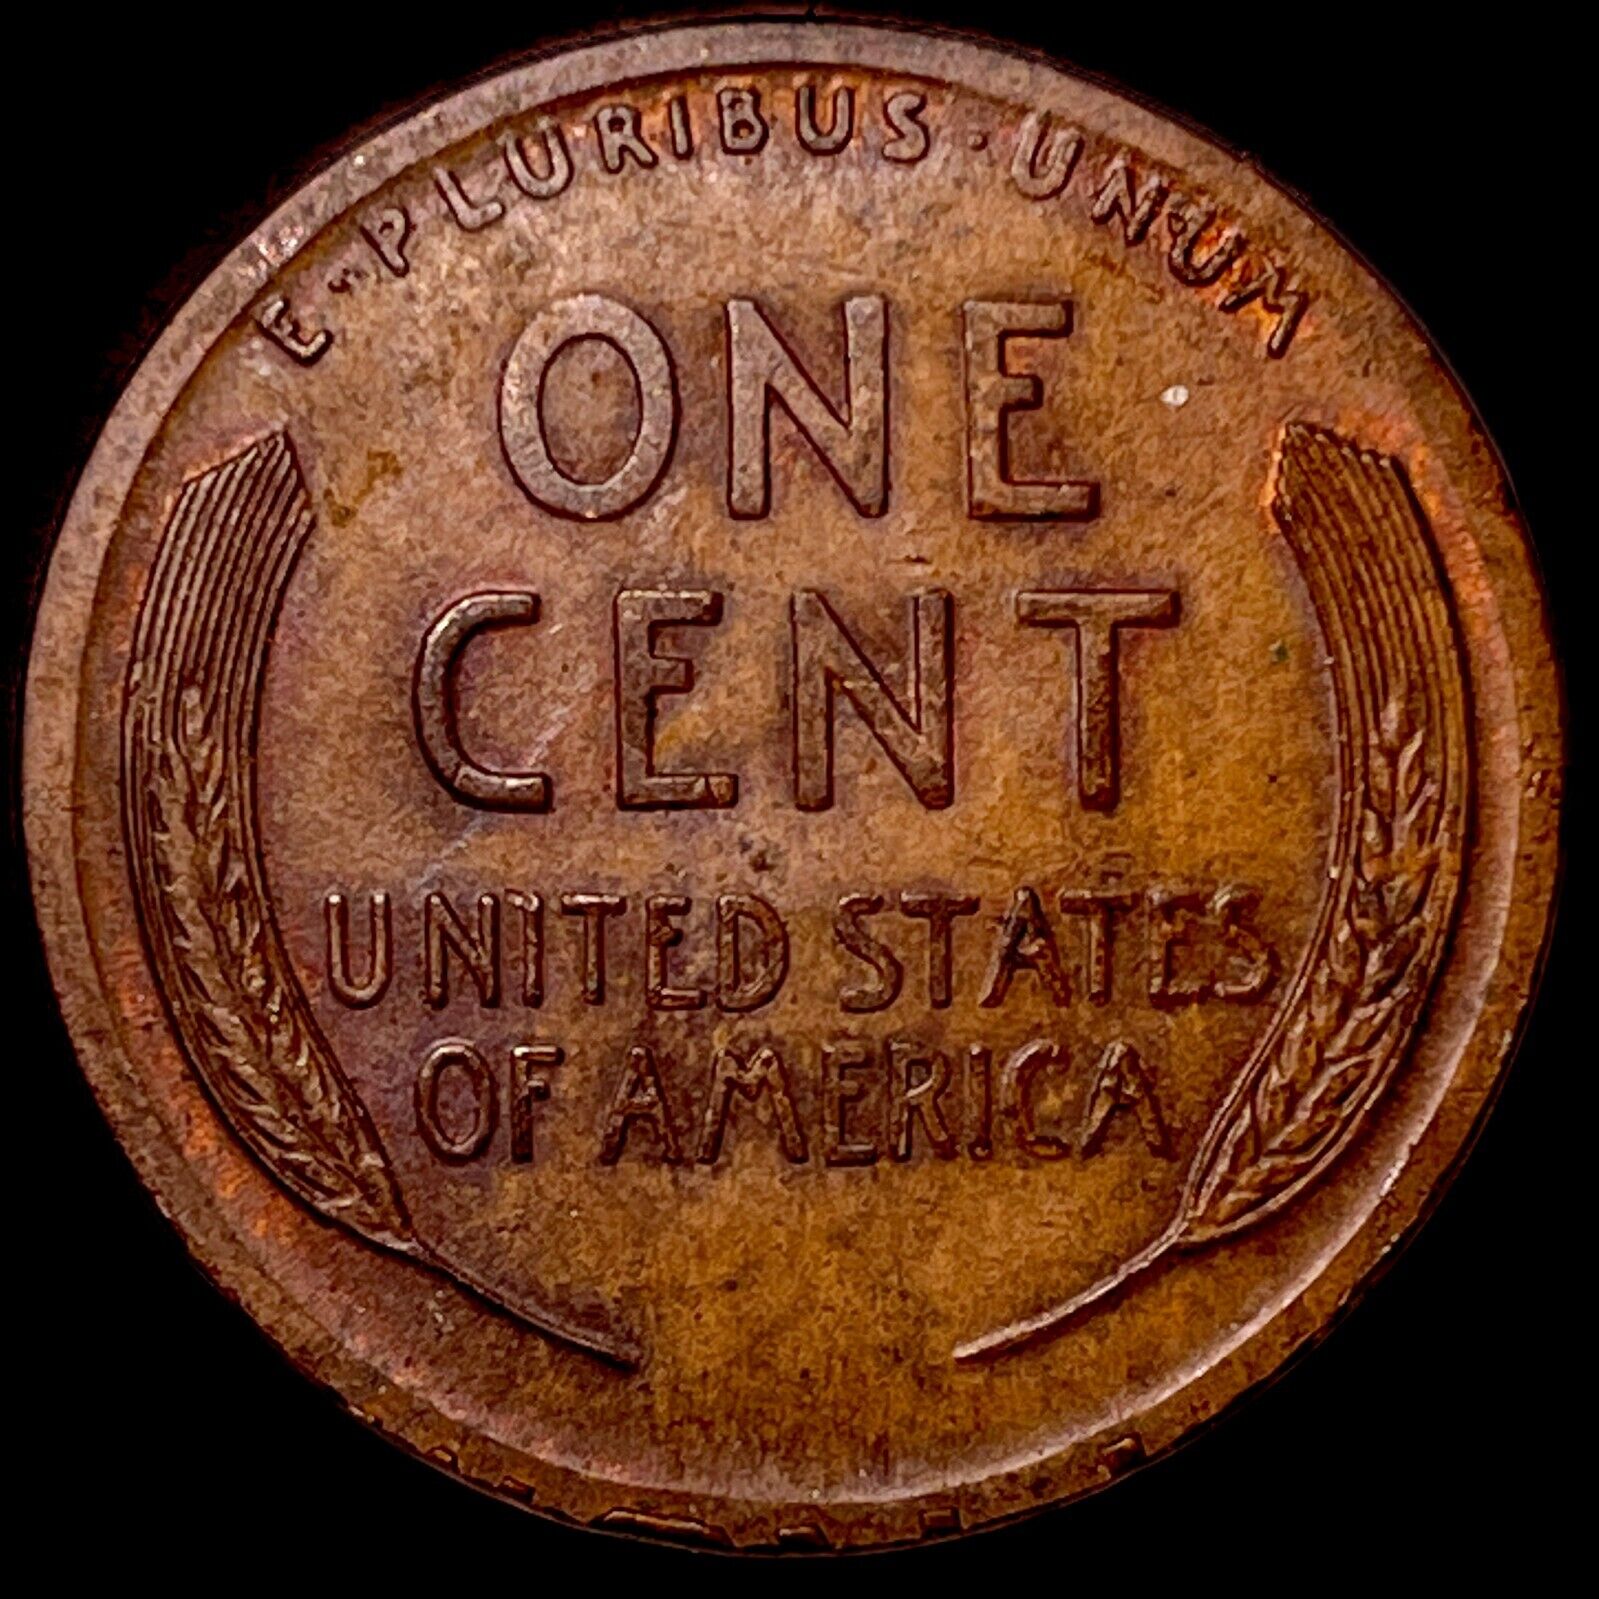 E·PLURIBUS·UNUM
ONE
CENT
UNITED STATES
OF AMERICA